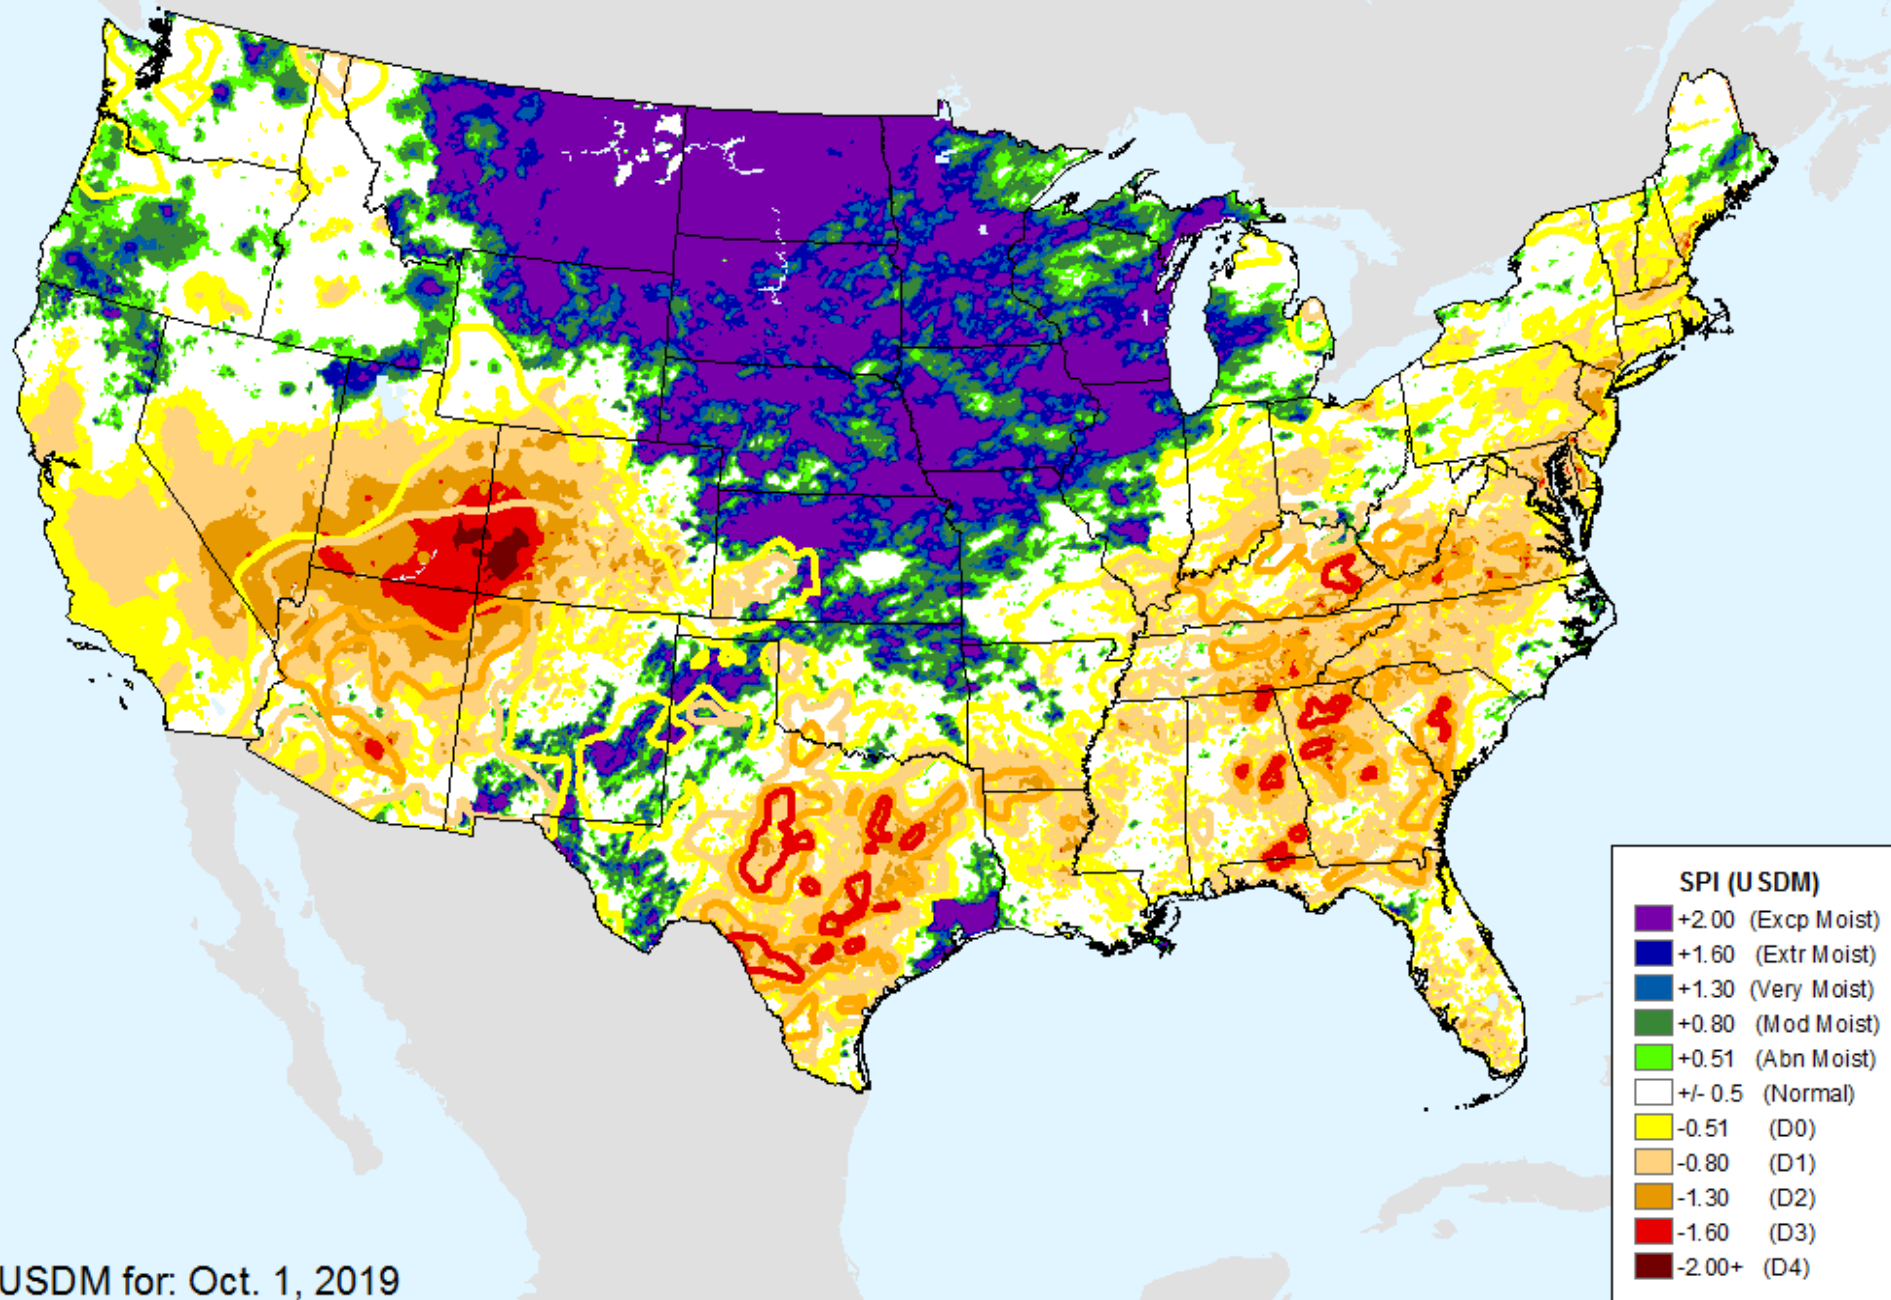 SPI (USDM)
+2.00 (Excp Moist)
+1.60 (Extr Moist)
+1.30 (Very Moist)
+0.80 (Mod Moist)
+0.51 (Abn Moist)
+/- 0.5 (Normal)
-0.51 (D0)
-0.80 (D1)
-1.30 (D2)
-1.60 (D3)
-2.00+ (D4)
USDM for: Oct. 1, 2019